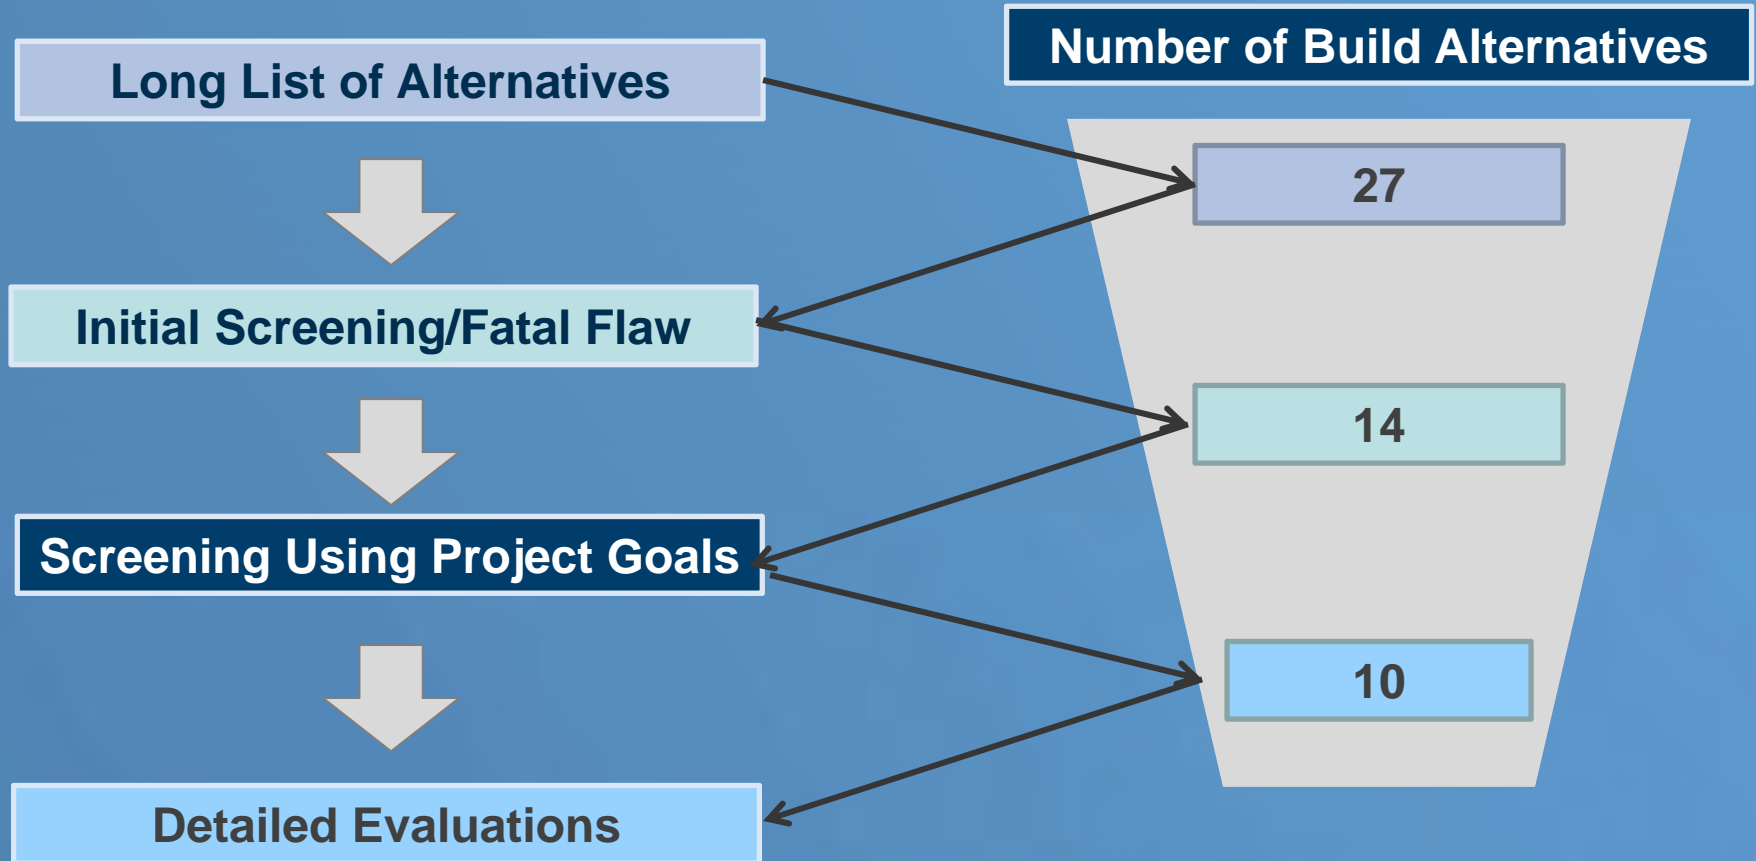 Number of Build Alternatives
Long List of Alternatives
27
Initial Screening/Fatal Flaw
14
Screening Using Project Goals
10
Detailed Evaluations